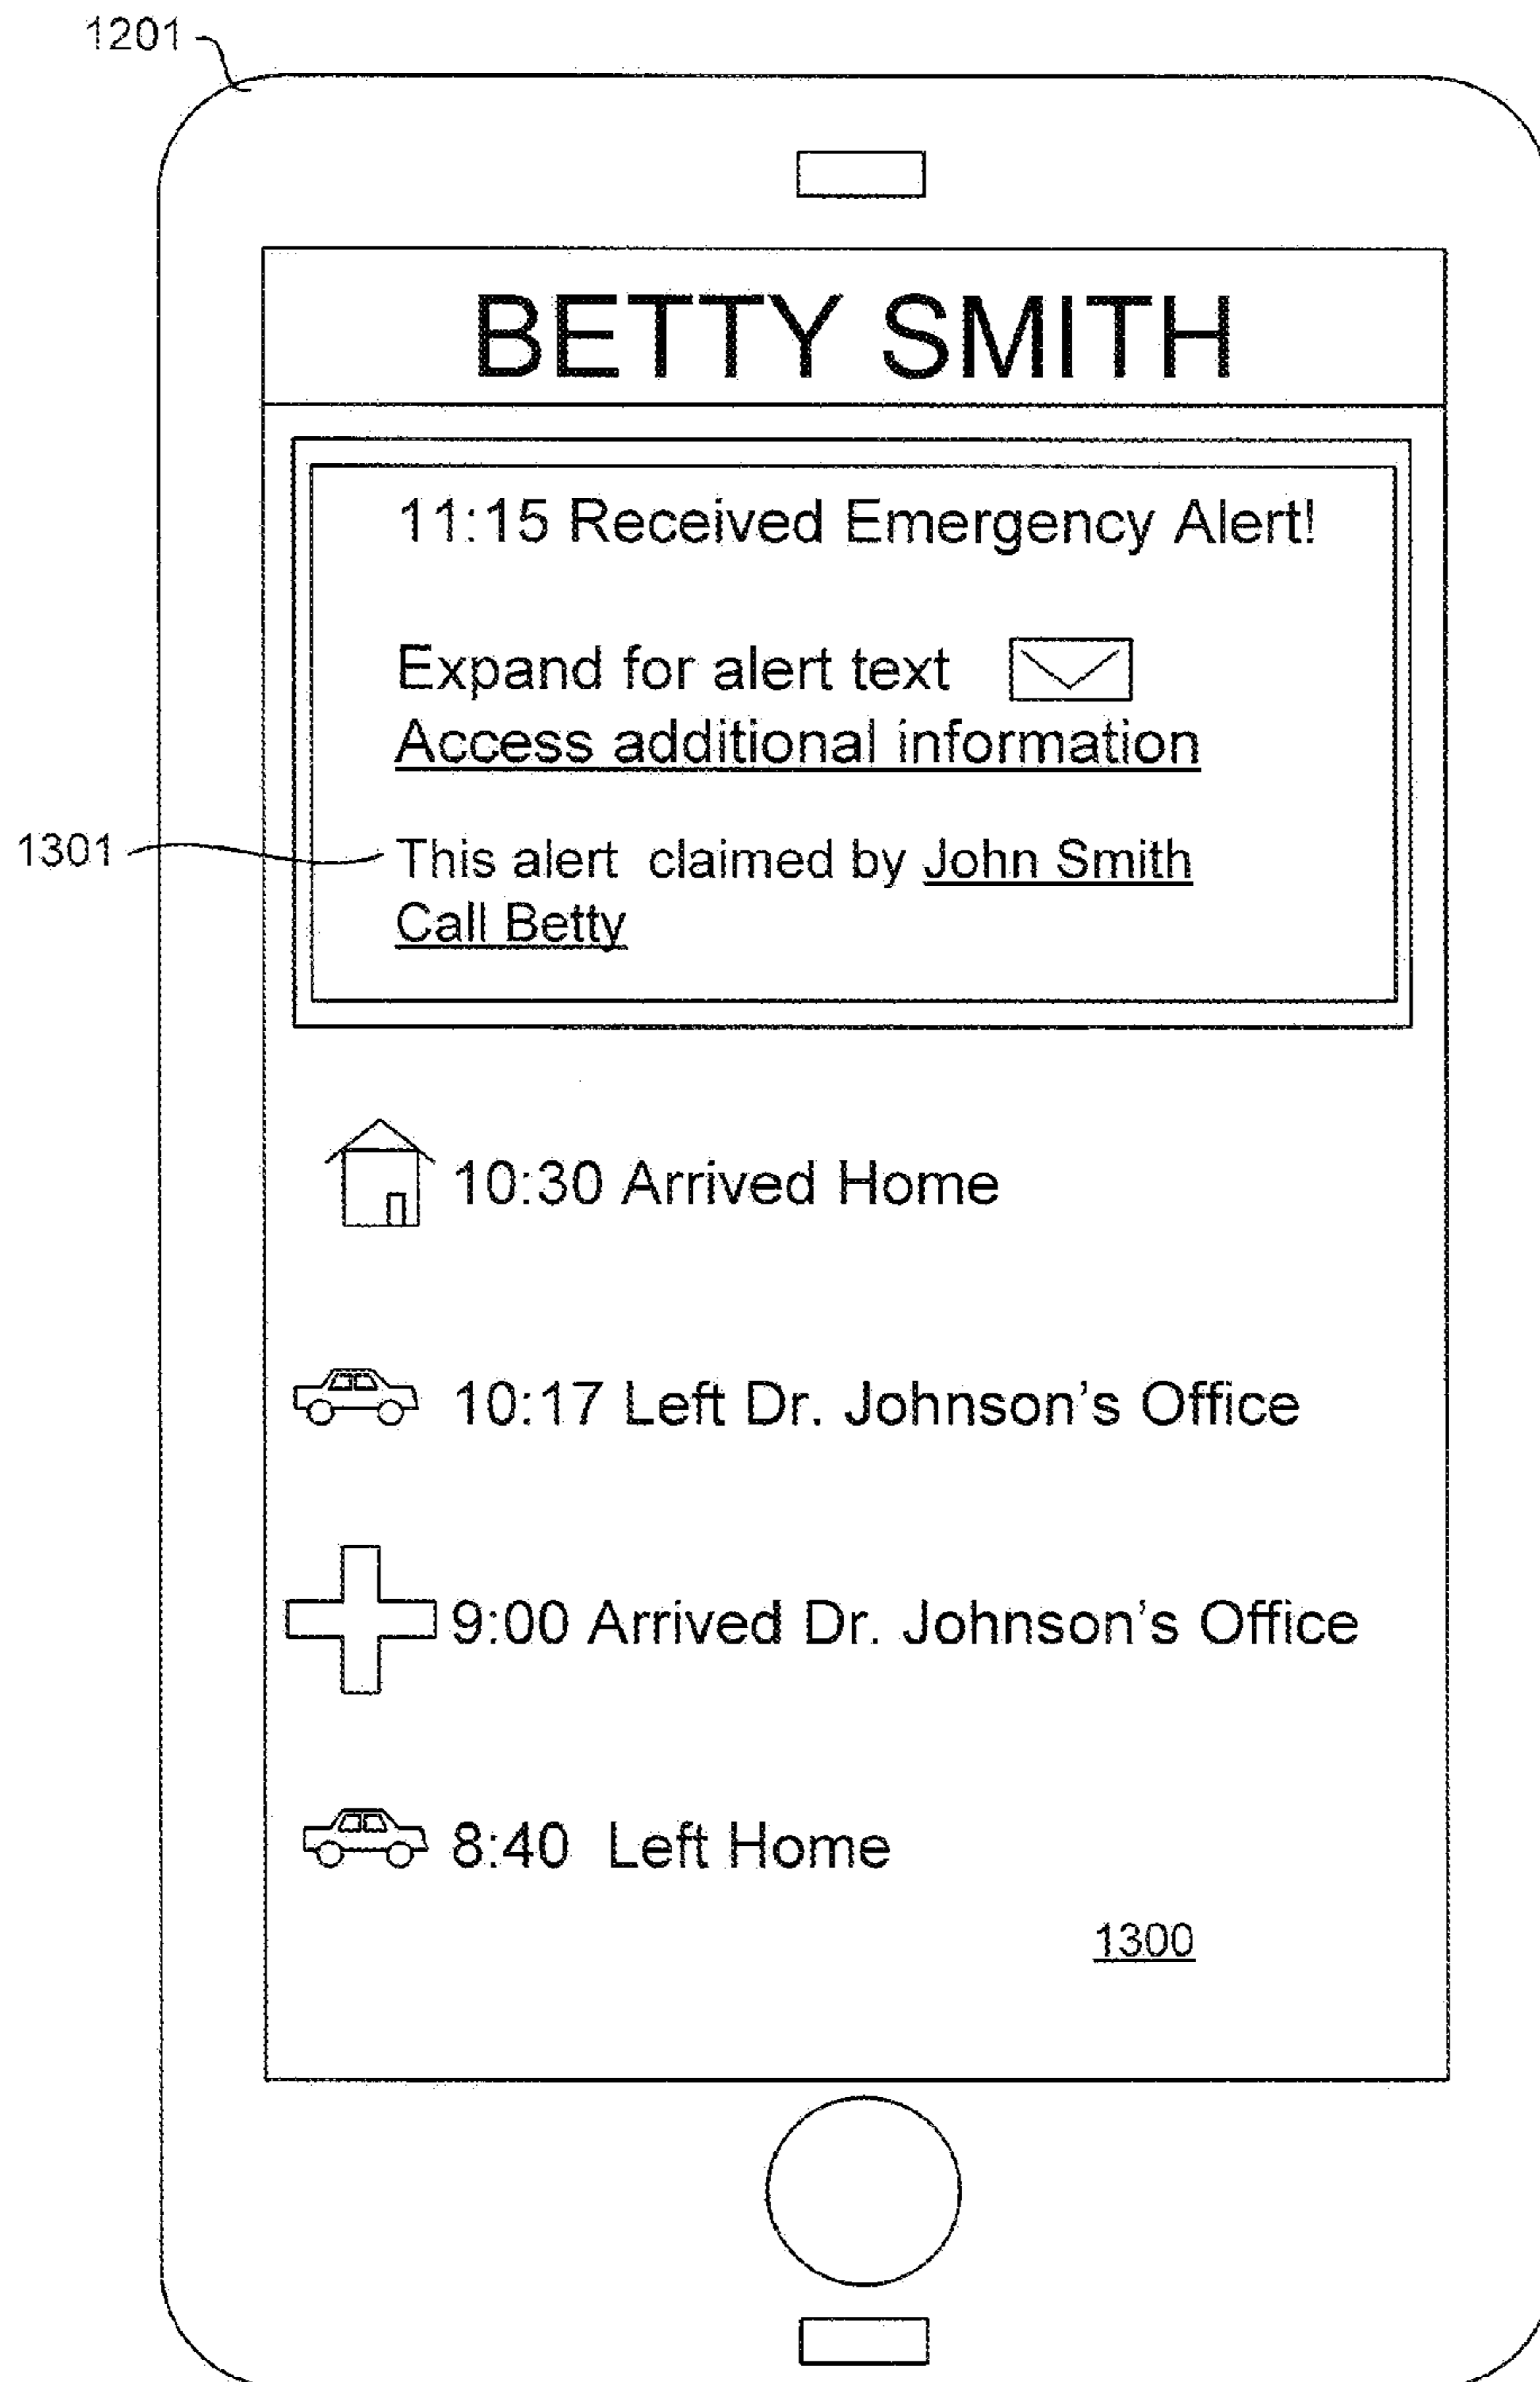 1201
BETTY SMITH
11:15 Received Emergency Alert!
Expand for alert text
Access additional information
1301
This alert claimed by John Smith
Call Betty
10:30 Arrived Home
10:17 Left Dr. Johnson's Office
9:00 Arrived Dr. Johnson's Office
8:40 Left Home
1300